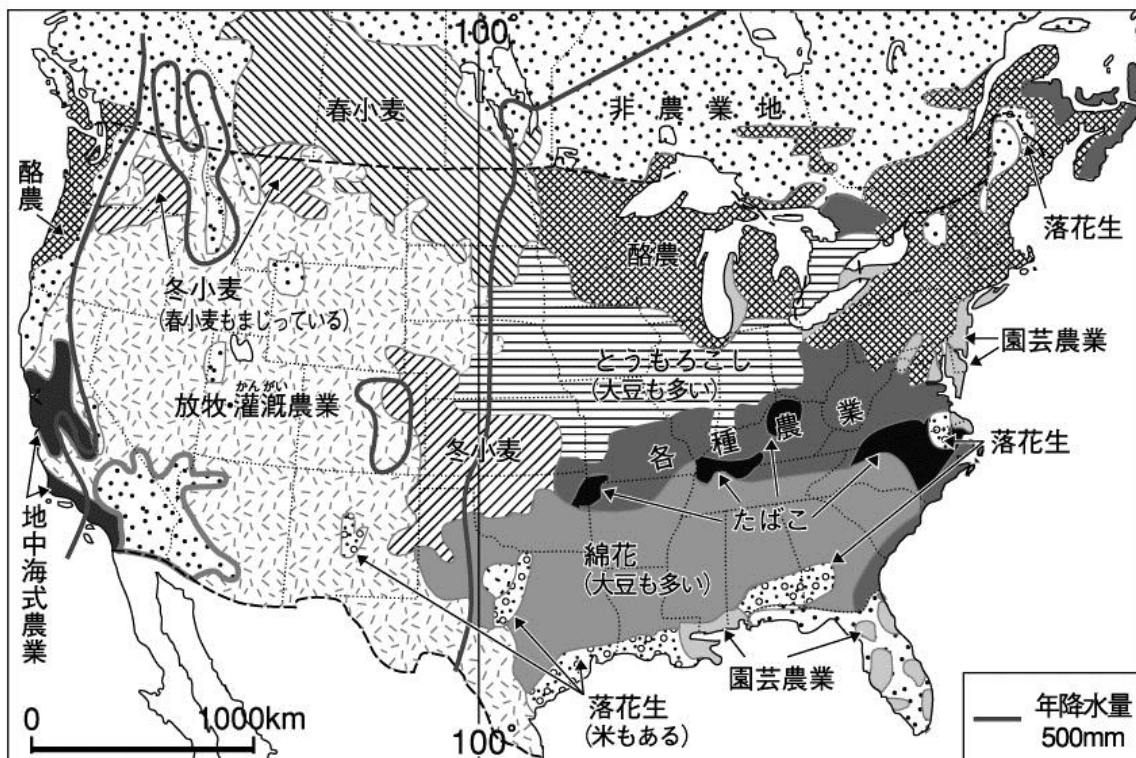 100°
春小麦
非農業地
酪農
落花生
酪農
冬小麦
(春小麦もまじっている)
園芸農業
とうもろこし
(大豆も多い)
かんがい
放牧・灌漑農業
各種農業
落花生
冬小麦
たばこ
地中海式農業
綿花
(大豆も多い)
園芸農業
落花生
(米もある)
0 1000km
100°
年降水量
500mm